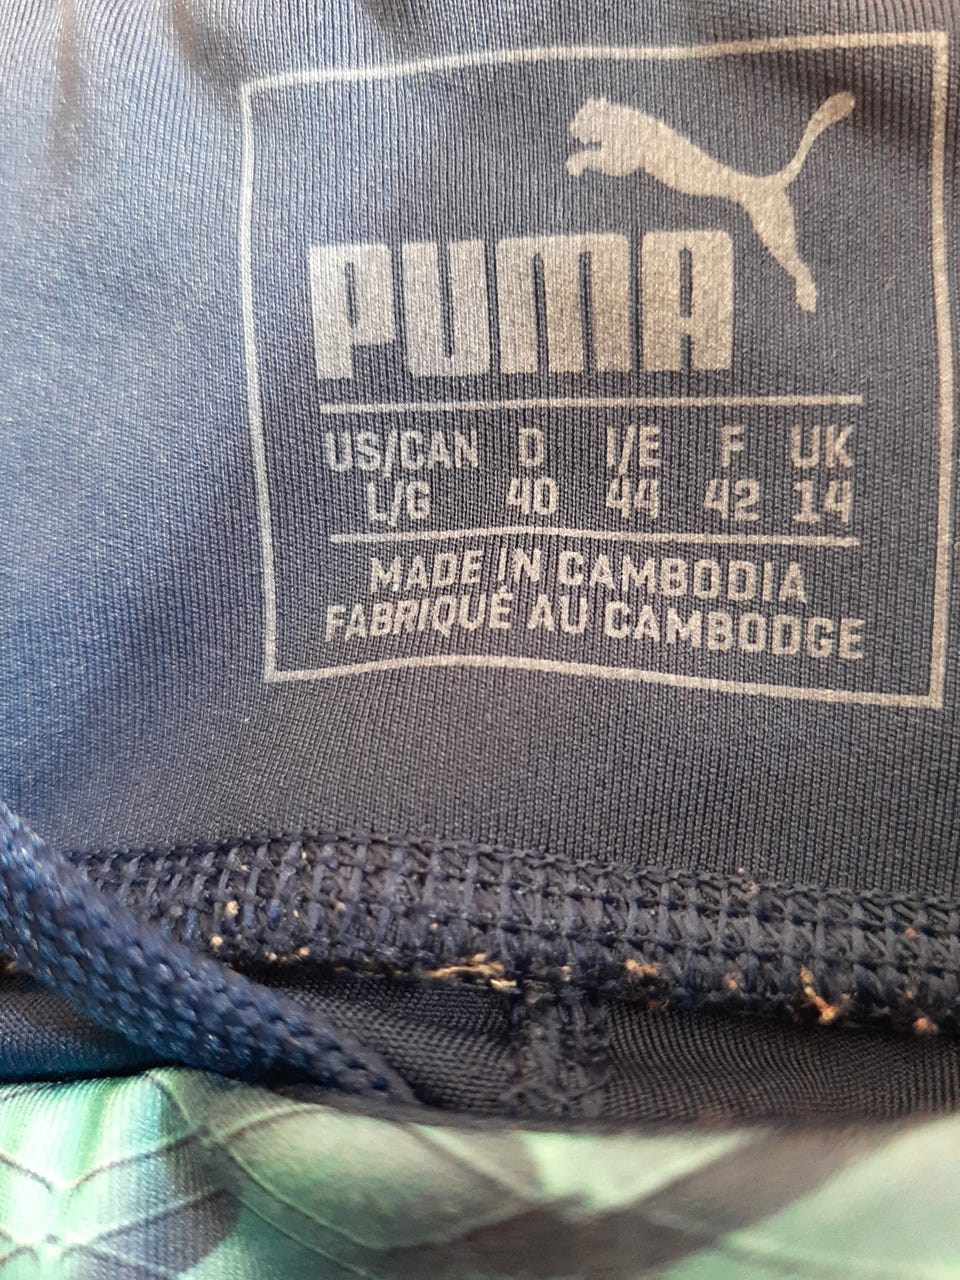 PUMA
US/CAN D I/E F UK
L/G 40 44 42 14
MADE IN CAMBODIA
FABRIQUÉ AU CAMBODGE